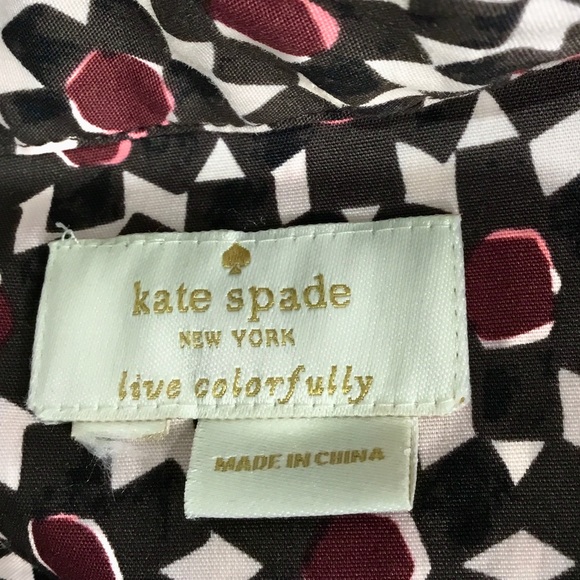 kate spade
NEW YORK
live colorfully
MADE IN CHINA